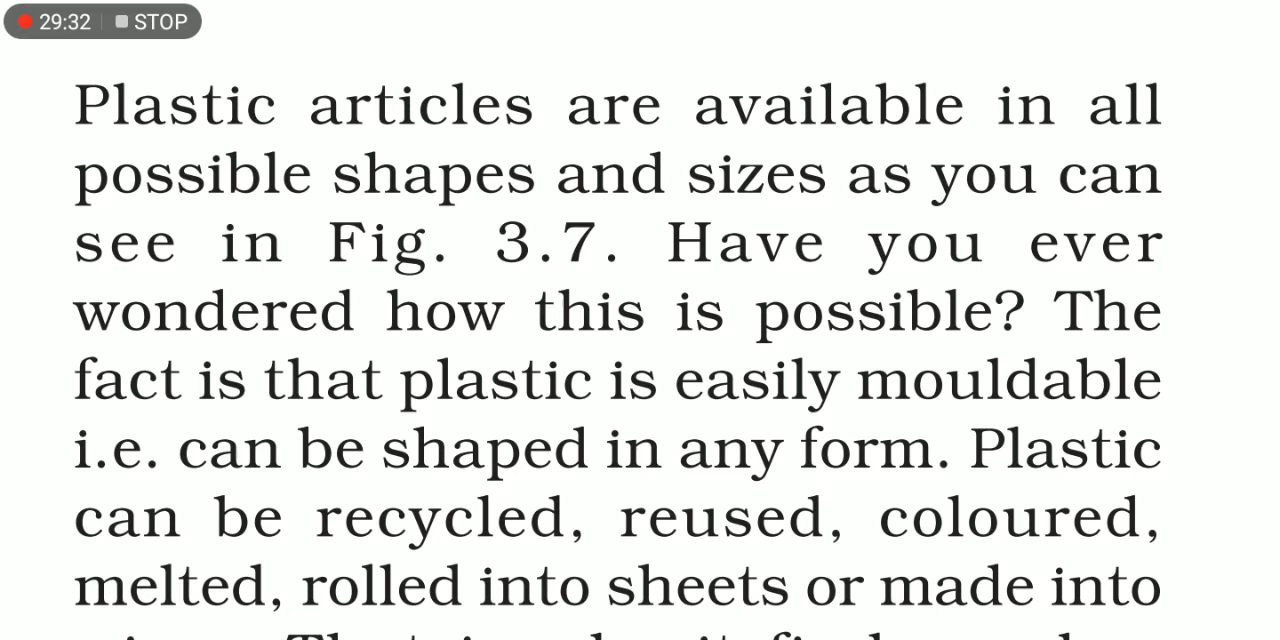 29:32 STOP
Plastic articles are available in all
possible shapes and sizes as you can
see in Fig. 3.7. Have you ever
wondered how this is possible? The
fact is that plastic is easily mouldable
i.e. can be shaped in any form. Plastic
can be recycled, reused, coloured,
melted, rolled into sheets or made into